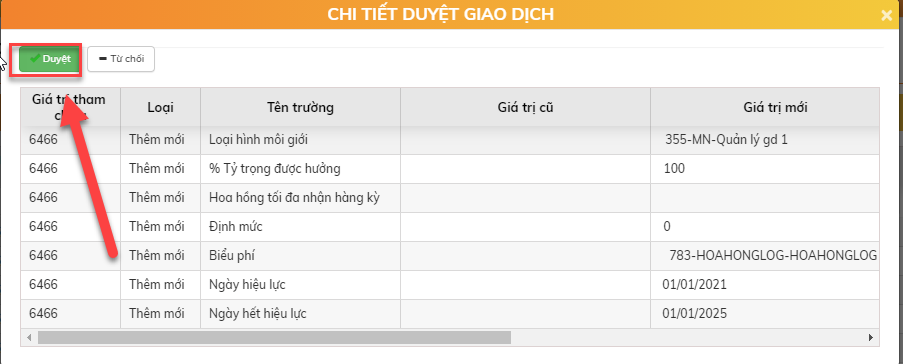 CHI TIẾT DUYỆT GIAO DỊCH
×
Duyệt Từ chối
Giá trị tham Loại Tên trường Giá trị cũ Giá trị mới
6466 Thêm mới Loại hình môi giới 355-MN-Quản lý gd 1
6466 Thêm mới % Tỷ trọng được hưởng 100
6466 Thêm mới Hoa hồng tối đa nhận hàng kỳ
6466 Thêm mới Định mức 0
6466 Thêm mới Biểu phí 783-HOAHONGLOG-HOAHONGLOG
6466 Thêm mới Ngày hiệu lực 01/01/2021
6466 Thêm mới Ngày hết hiệu lực 01/01/2025